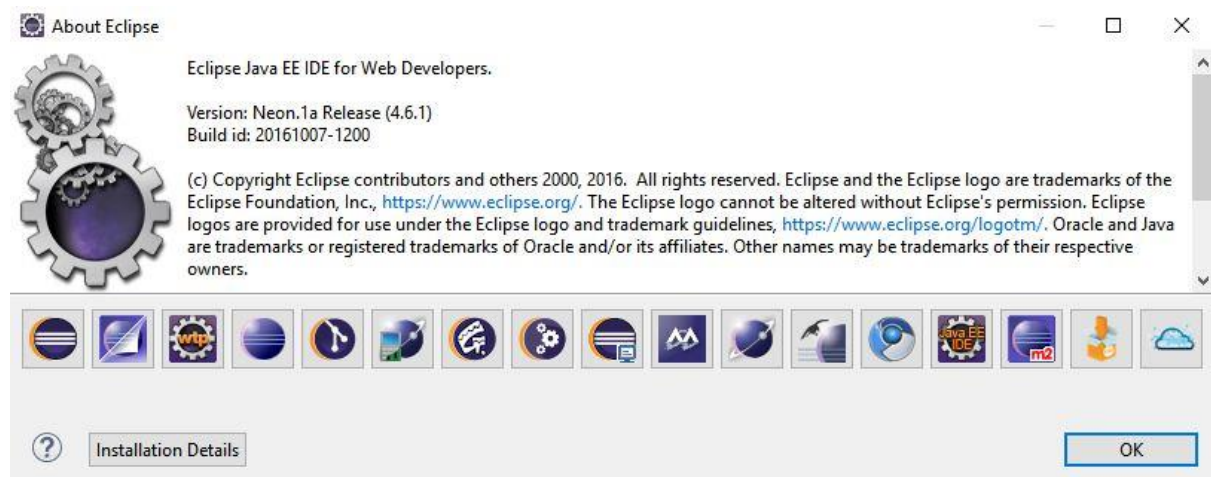 About Eclipse
Eclipse Java EE IDE for Web Developers.
Version: Neon.1a Release (4.6.1)
Build id: 20161007-1200
(c) Copyright Eclipse contributors and others 2000, 2016.  All rights reserved. Eclipse and the Eclipse logo are trademarks of the
Eclipse Foundation, Inc., https://www.eclipse.org/. The Eclipse logo cannot be altered without Eclipse's permission. Eclipse
logos are provided for use under the Eclipse logo and trademark guidelines, https://www.eclipse.org/logotm/. Oracle and Java
are trademarks or registered trademarks of Oracle and/or its affiliates. Other names may be trademarks of their respective
owners.
wtp
Java EE
IDE
m2
?
Installation Details
OK